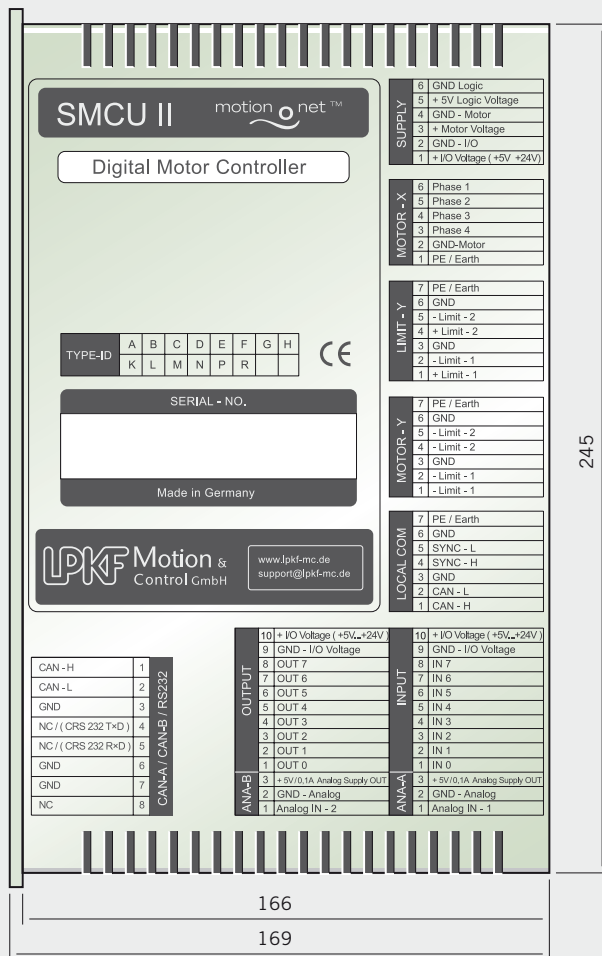 SMCU II
motion net ™
Digital Motor Controller
TYPE-ID
A B C D E F G H
K L M N P R
CE
SERIAL - NO.
Made in Germany
LPKF Motion &
Control GmbH
www.lpkf-mc.de
support@lpkf-mc.de
SUPPLY
6 GND Logic
5 + 5V Logic Voltage
4 GND - Motor
3 + Motor Voltage
2 GND - I/O
1 + I/O Voltage ( +5V +24V)
MOTOR - X
6 Phase 1
5 Phase 2
4 Phase 3
3 Phase 4
2 GND-Motor
1 PE / Earth
LIMIT - Y
7 PE / Earth
6 GND
5 - Limit - 2
4 + Limit - 2
3 GND
2 - Limit - 1
1 + Limit - 1
MOTOR - Y
7 PE / Earth
6 GND
5 - Limit - 2
4 - Limit - 2
3 GND
2 - Limit - 1
1 - Limit - 1
LOCAL COM
7 PE / Earth
6 GND
5 SYNC - L
4 SYNC - H
3 GND
2 CAN - L
1 CAN - H
CAN - H 1
CAN - L 2
GND 3
NC / ( CRS 232 T×D ) 4
NC / ( CRS 232 R×D ) 5
GND 6
GND 7
NC 8
CAN-A / CAN-B / RS232
OUTPUT
10 + I/O Voltage ( +5V...+24V )
9 GND - I/O Voltage
8 OUT 7
7 OUT 6
6 OUT 5
5 OUT 4
4 OUT 3
3 OUT 2
2 OUT 1
1 OUT 0
ANA-B
3 + 5V/0,1A Analog Supply OUT
2 GND - Analog
1 Analog IN - 2
INPUT
10 + I/O Voltage ( +5V...+24V )
9 GND - I/O Voltage
8 IN 7
7 IN 6
6 IN 5
5 IN 4
4 IN 3
3 IN 2
2 IN 1
1 IN 0
ANA-A
3 + 5V/0,1A Analog Supply OUT
2 GND - Analog
1 Analog IN - 1
245
166
169